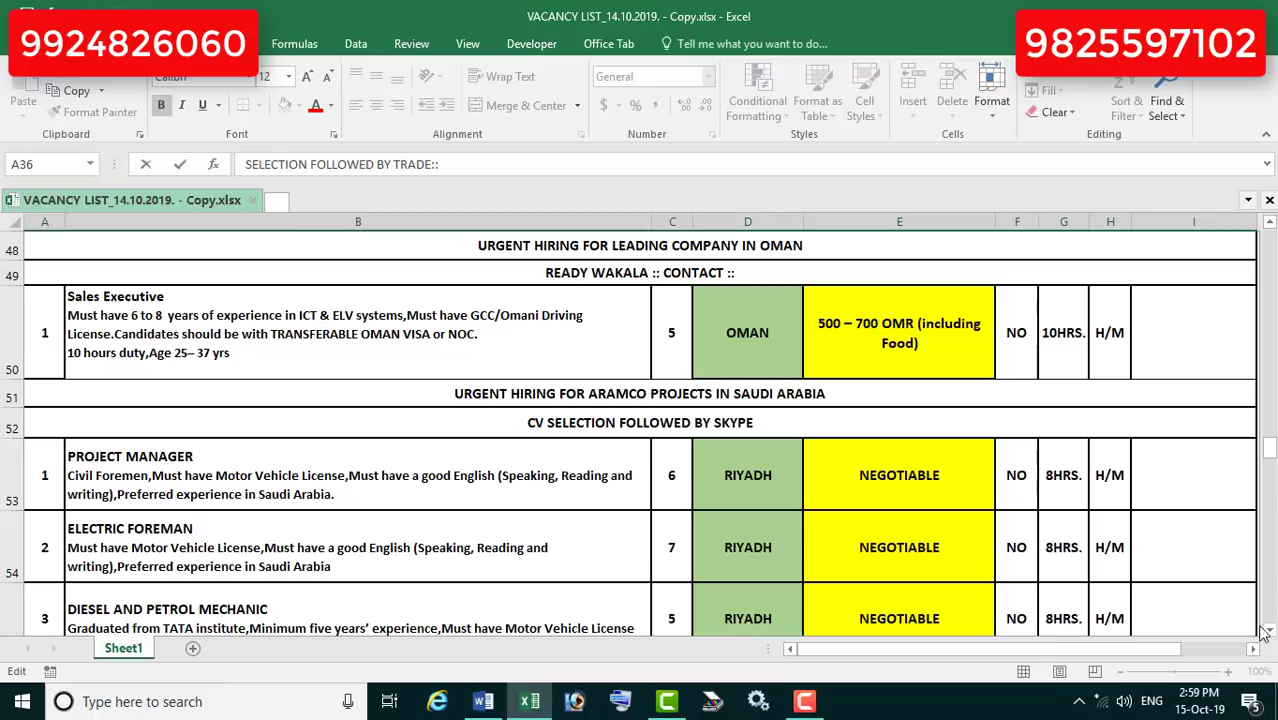 VACANCY LIST_14.10.2019. - Copy.xlsx - Excel
9924826060
9825597102
Formulas
Data
Review
View
Developer
Office Tab
Tell me what you want to do...
Paste
Copy
Format Painter
Clipboard
Calibri
12
A
A
B
I
U
A
Font
Wrap Text
Merge & Center
Alignment
General
$
%
Number
Conditional Formatting
Format as Table
Cell Styles
Styles
Insert
Delete
Format
Cells
Fill
Clear
Sort & Filter
Find & Select
Editing
A36
fx
SELECTION FOLLOWED BY TRADE::
VACANCY LIST_14.10.2019. - Copy.xlsx
A B C D E F G H I
48 URGENT HIRING FOR LEADING COMPANY IN OMAN
49 READY WAKALA :: CONTACT ::
Sales Executive
Must have 6 to 8 years of experience in ICT & ELV systems,Must have GCC/Omani Driving
License.Candidates should be with TRANSFERABLE OMAN VISA or NOC.
10 hours duty,Age 25– 37 yrs
1 5 OMAN 500 – 700 OMR (including Food) NO 10HRS. H/M
50
51 URGENT HIRING FOR ARAMCO PROJECTS IN SAUDI ARABIA
52 CV SELECTION FOLLOWED BY SKYPE
PROJECT MANAGER
1 Civil Foremen,Must have Motor Vehicle License,Must have a good English (Speaking, Reading and 6 RIYADH NEGOTIABLE NO 8HRS. H/M
writing),Preferred experience in Saudi Arabia.
53
ELECTRIC FOREMAN
2 Must have Motor Vehicle License,Must have a good English (Speaking, Reading and 7 RIYADH NEGOTIABLE NO 8HRS. H/M
writing),Preferred experience in Saudi Arabia
54
DIESEL AND PETROL MECHANIC
3 5 RIYADH NEGOTIABLE NO 8HRS. H/M
Graduated from TATA institute,Minimum five years’ experience,Must have Motor Vehicle License
Sheet1
Edit
100%
Type here to search
ENG
2:59 PM
15-Oct-19
5